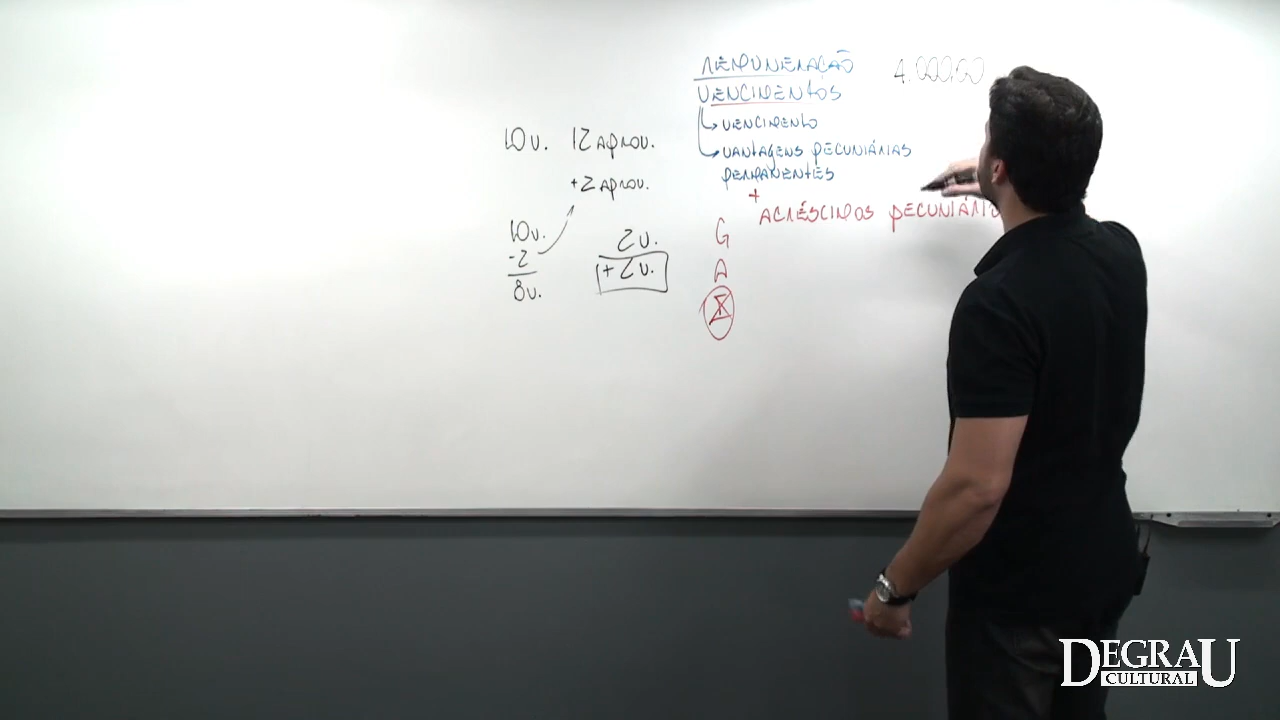 REMUNERAÇÃO 4.000,00
VENCIMENTOS
VENCIMENTO
VANTAGENS PECUNIÁRIAS
PERMANENTES
+
ACRÉSCIMOS PECUNIÁRIO
10v. 12 aprov.
+2 aprov.
10v.
-2
8v.
2v.
+2v.
G
A
DEGRAU
CULTURAL